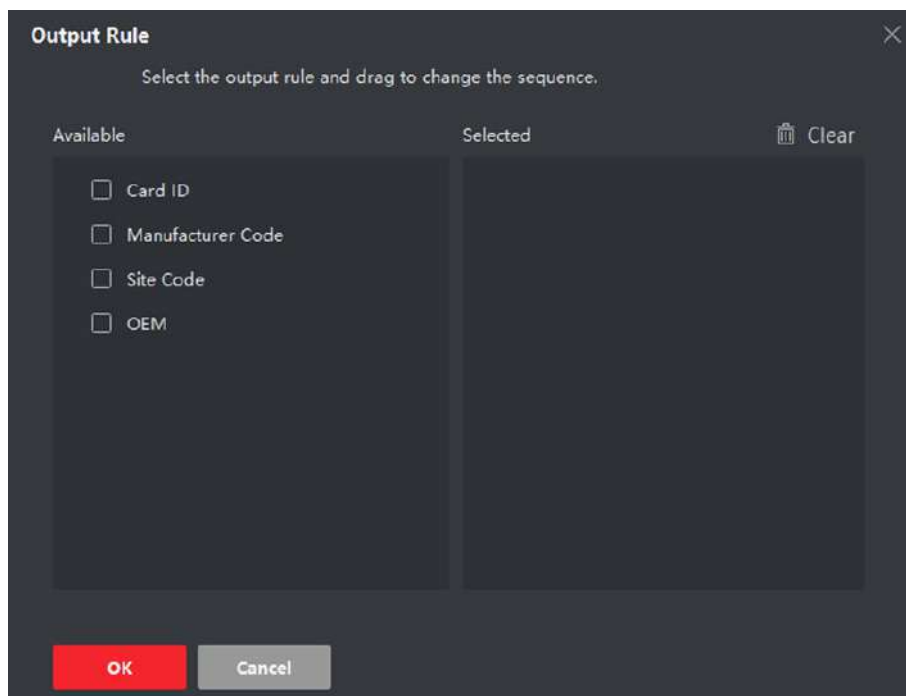 Output Rule
Select the output rule and drag to change the sequence.
Available
Selected
Clear
Card ID
Manufacturer Code
Site Code
OEM
OK
Cancel